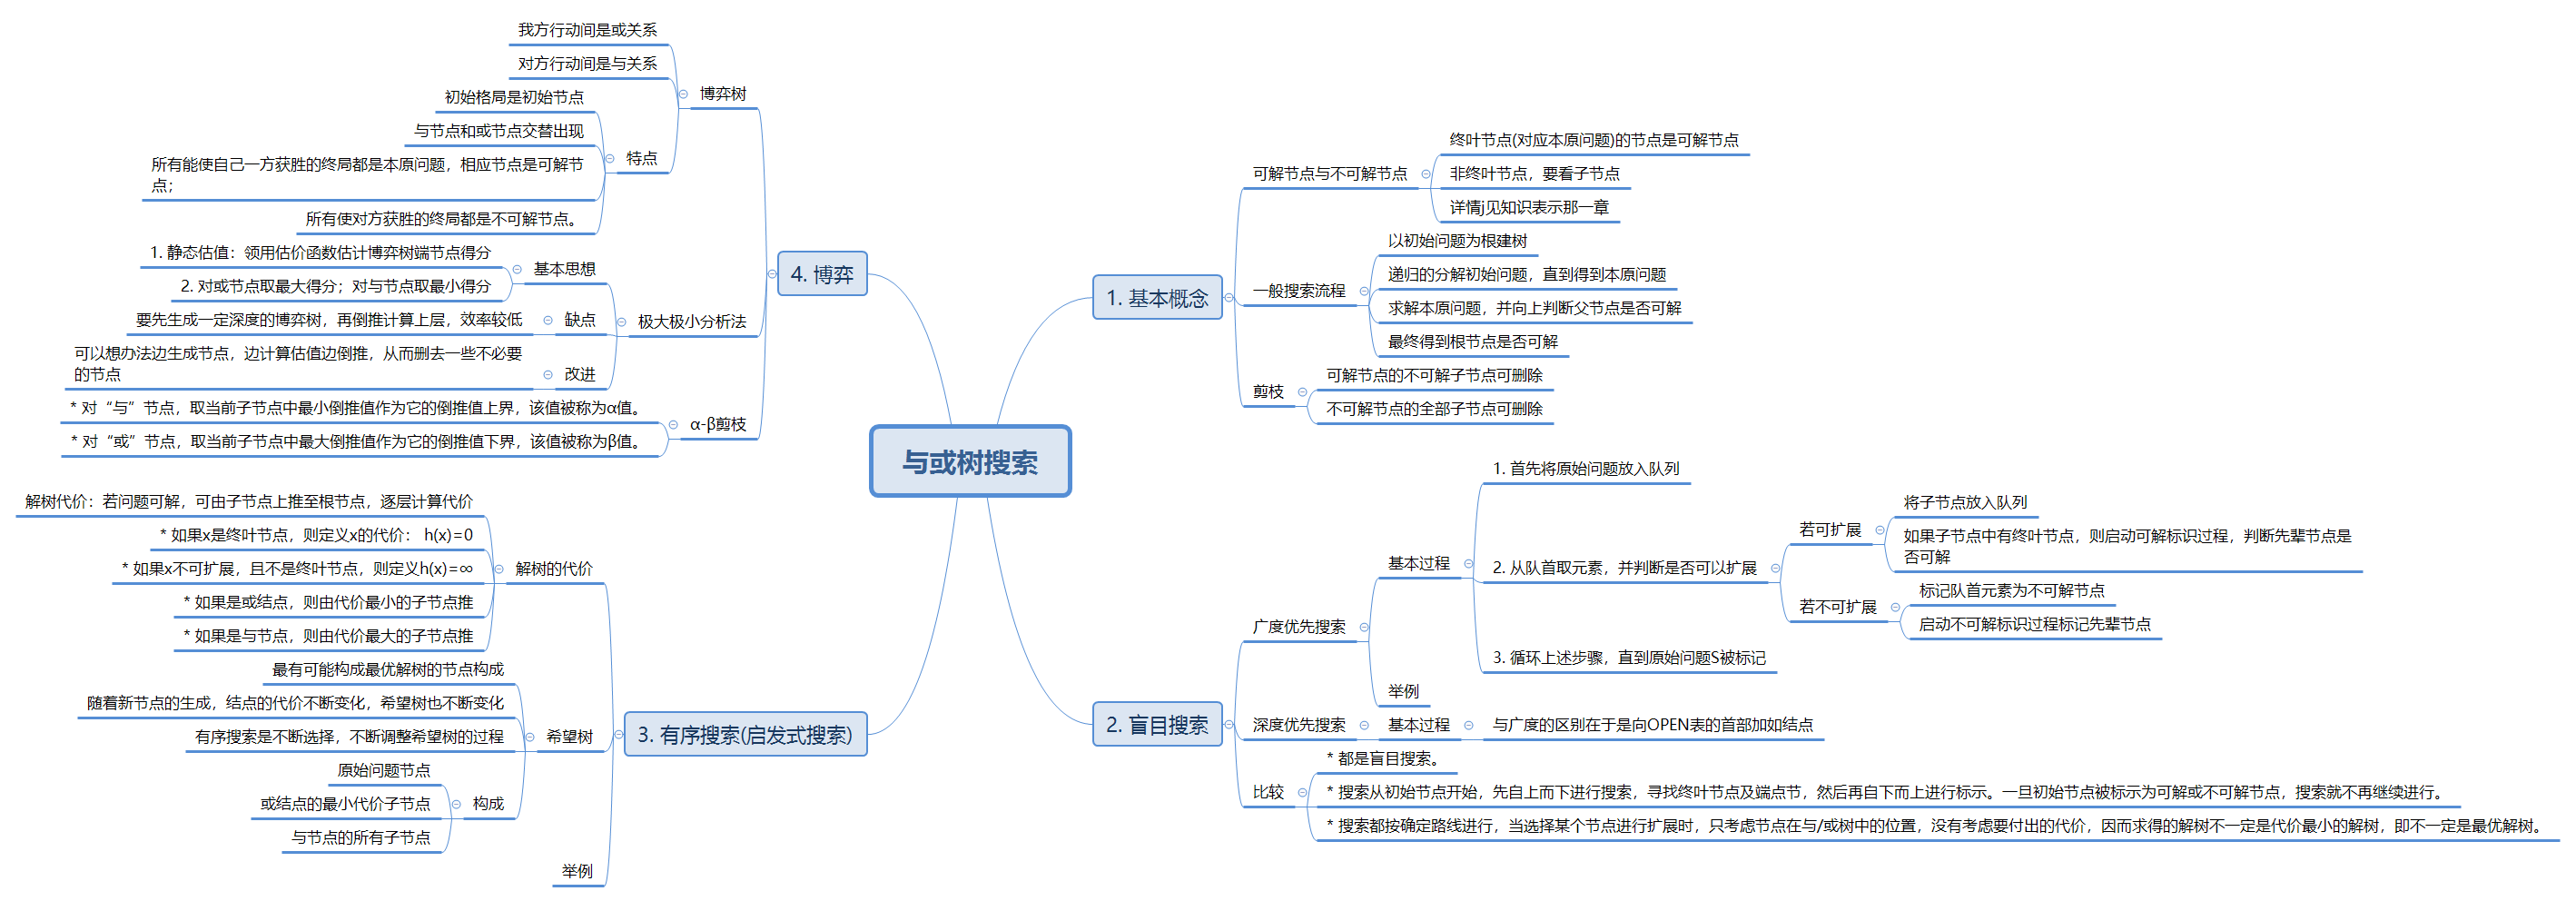 与或树搜索
1. 基本概念
可解节点与不可解节点
终叶节点(对应本原问题)的节点是可解节点
非终叶节点，要看子节点
详情j见知识表示那一章
一般搜索流程
以初始问题为根建树
递归的分解初始问题，直到得到本原问题
求解本原问题，并向上判断父节点是否可解
最终得到根节点是否可解
剪枝
可解节点的不可解子节点可删除
不可解节点的全部子节点可删除
2. 盲目搜索
广度优先搜索
基本过程
1. 首先将原始问题放入队列
2. 从队首取元素，并判断是否可以扩展
若可扩展
将子节点放入队列
如果子节点中有终叶节点，则启动可解标识过程，判断先辈节点是
否可解
若不可扩展
标记队首元素为不可解节点
启动不可解标识过程标记先辈节点
3. 循环上述步骤，直到原始问题S被标记
举例
深度优先搜索
基本过程
与广度的区别在于是向OPEN表的首部加如结点
比较
* 都是盲目搜索。
* 搜索从初始节点开始，先自上而下进行搜索，寻找终叶节点及端点节，然后再自下而上进行标示。一旦初始节点被标示为可解或不可解节点，搜索就不再继续进行。
* 搜索都按确定路线进行，当选择某个节点进行扩展时，只考虑节点在与/或树中的位置，没有考虑要付出的代价，因而求得的解树不一定是代价最小的解树，即不一定是最优解树。
3. 有序搜索(启发式搜索)
解树的代价
解树代价：若问题可解，可由子节点上推至根节点，逐层计算代价
* 如果x是终叶节点，则定义x的代价： h(x)=0
* 如果x不可扩展，且不是终叶节点，则定义h(x)=∞
* 如果是或结点，则由代价最小的子节点推
* 如果是与节点，则由代价最大的子节点推
希望树
最有可能构成最优解树的节点构成
随着新节点的生成，结点的代价不断变化，希望树也不断变化
有序搜索是不断选择，不断调整希望树的过程
构成
原始问题节点
或结点的最小代价子节点
与节点的所有子节点
举例
4. 博弈
博弈树
我方行动间是或关系
对方行动间是与关系
特点
初始格局是初始节点
与节点和或节点交替出现
所有能使自己一方获胜的终局都是本原问题，相应节点是可解节
点；
所有使对方获胜的终局都是不可解节点。
极大极小分析法
基本思想
1. 静态估值：领用估价函数估计博弈树端节点得分
2. 对或节点取最大得分；对与节点取最小得分
缺点
要先生成一定深度的博弈树，再倒推计算上层，效率较低
改进
可以想办法边生成节点，边计算估值边倒推，从而删去一些不必要
的节点
α-β剪枝
* 对“与”节点，取当前子节点中最小倒推值作为它的倒推值上界，该值被称为α值。
* 对“或”节点，取当前子节点中最大倒推值作为它的倒推值下界，该值被称为β值。